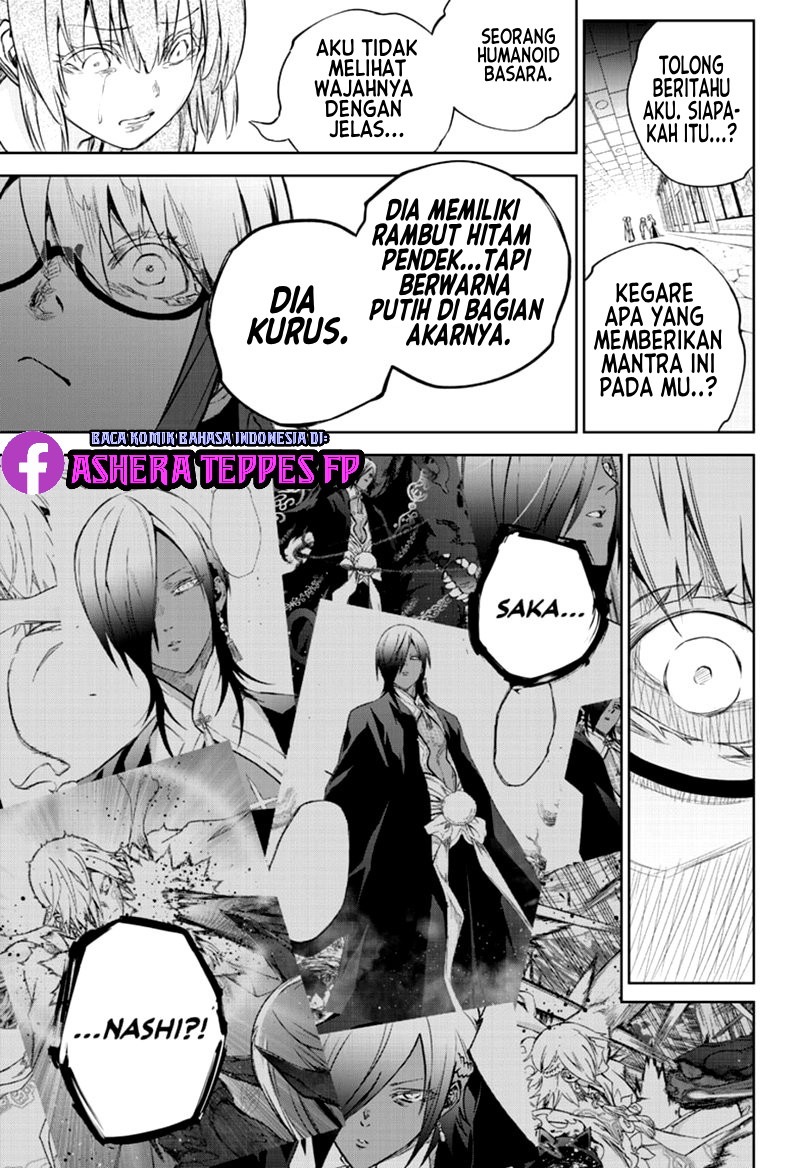 TOLONG
BERITAHU
AKU. SIAPA-
KAH ITU...?
KEGARE
APA YANG
MEMBERIKAN
MANTRA INI
PADA MU..?
SEORANG
HUMANOID
BASARA.
AKU TIDAK
MELIHAT
WAJAHNYA
DENGAN
JELAS...
DIA MEMILIKI
RAMBUT HITAM
PENDEK...TAPI
BERWARNA
PUTIH DI BAGIAN
AKARNYA.
DIA
KURUS.
BACA KOMIK BAHASA INDONESIA DI:
ASHERA TEPPES FP
SAKA...
...NASHI?!